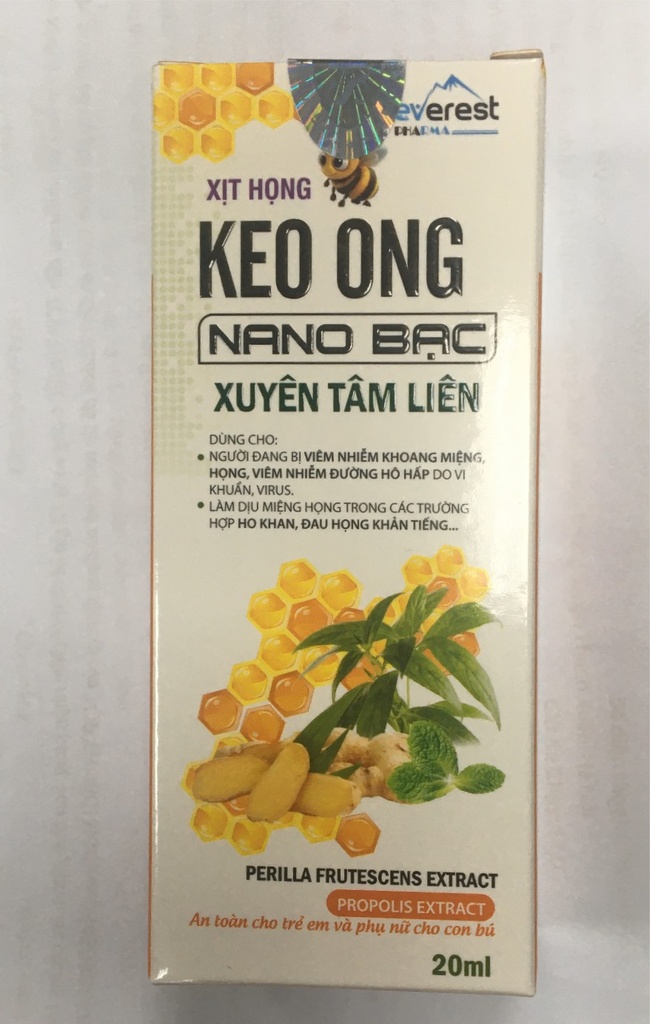 everest
PHARMA
XỊT HỌNG
KEO ONG
NANO BẠC
XUYÊN TÂM LIÊN
DÙNG CHO:
• NGƯỜI ĐANG BỊ VIÊM NHIỄM KHOANG MIỆNG,
HỌNG, VIÊM NHIỄM ĐƯỜNG HÔ HẤP DO VI
KHUẨN, VIRUS.
• LÀM DỊU MIỆNG HỌNG TRONG CÁC TRƯỜNG
HỢP HO KHAN, ĐAU HỌNG KHẢN TIẾNG...
PERILLA FRUTESCENS EXTRACT
PROPOLIS EXTRACT
An toàn cho trẻ em và phụ nữ cho con bú
20ml